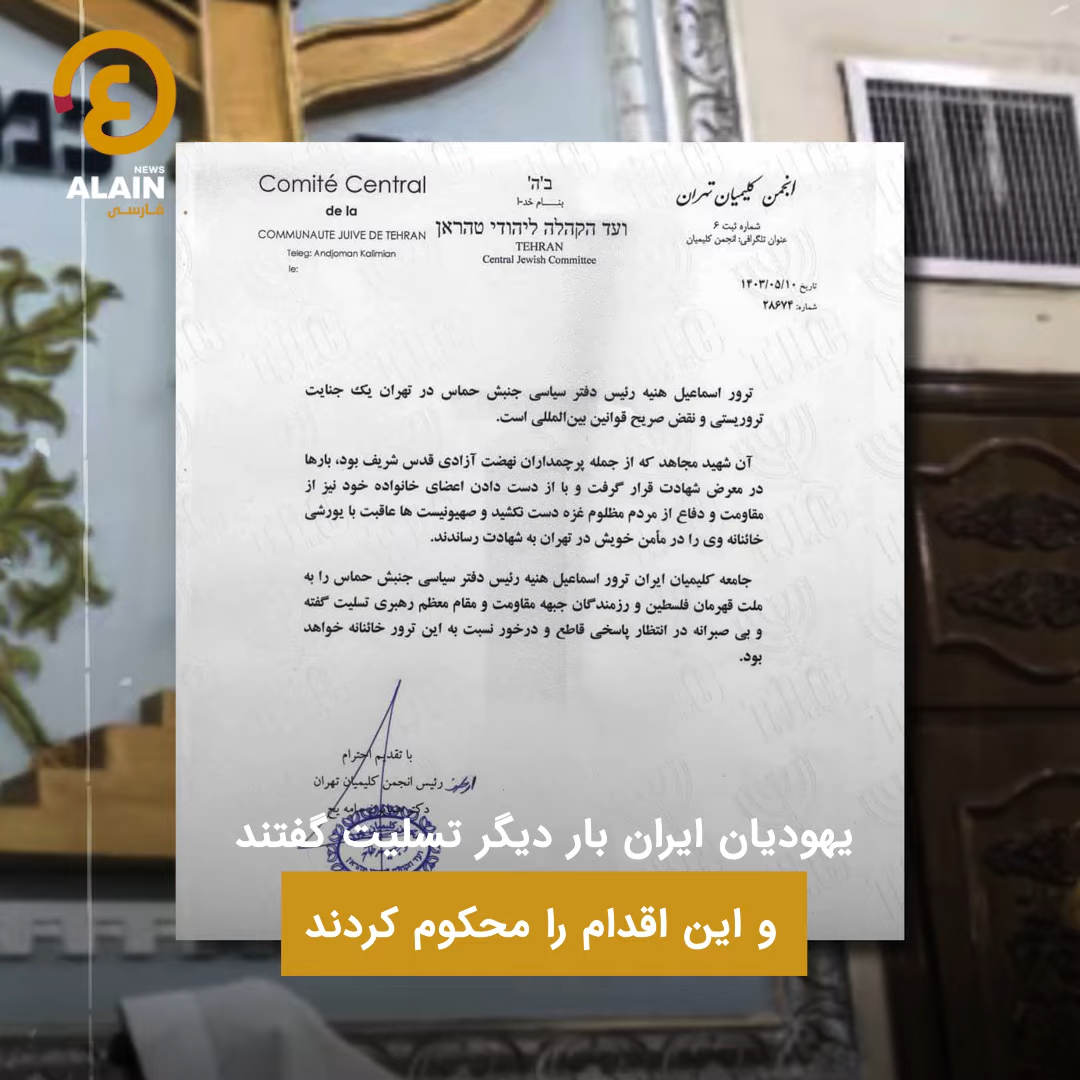 NEWS
ALAIN
فارسی
Comité Central
de la
COMMUNAUTE JUIVE DE TEHRAN
Teleg: Andjoman Kalimian
le:
ב'ה'
بنـــام خدا
ועד הקהלה ליהודי טהראן
TEHRAN
Central Jewish Committee
انجمن کلیمیان تهران
شماره ثبت ۶
عنوان تلگرافی: انجمن کلیمیان
تاریخ ۱۴۰۳/۰۵/۱۰
شماره: ۲۸۶۷۴
ترور اسماعیل هنیه رئیس دفتر سیاسی جنبش حماس در تهران یک جنایت
تروریستی و نقض صریح قوانین بین‌المللی است.
آن شهید مجاهد که از جمله پرچمداران نهضت آزادی قدس شریف بود، بارها
در معرض شهادت قرار گرفت و با از دست دادن اعضای خانواده خود نیز از
مقاومت و دفاع از مردم مظلوم غزه دست نکشید و صهیونیست ها عاقبت با یورشی
خائنانه وی را در مأمن خویش در تهران به شهادت رساندند.
جامعه کلیمیان ایران ترور اسماعیل هنیه رئیس دفتر سیاسی جنبش حماس را به
ملت قهرمان فلسطین و رزمندگان جبهه مقاومت و مقام معظم رهبری تسلیت گفته
و بی صبرانه در انتظار پاسخی قاطع و درخور نسبت به این ترور خائنانه خواهد
بود.
با تقدیم احترام
رئیس انجمن کلیمیان تهران
یهودیان ایران بار دیگر تسلیت گفتند
و این اقدام را محکوم کردند